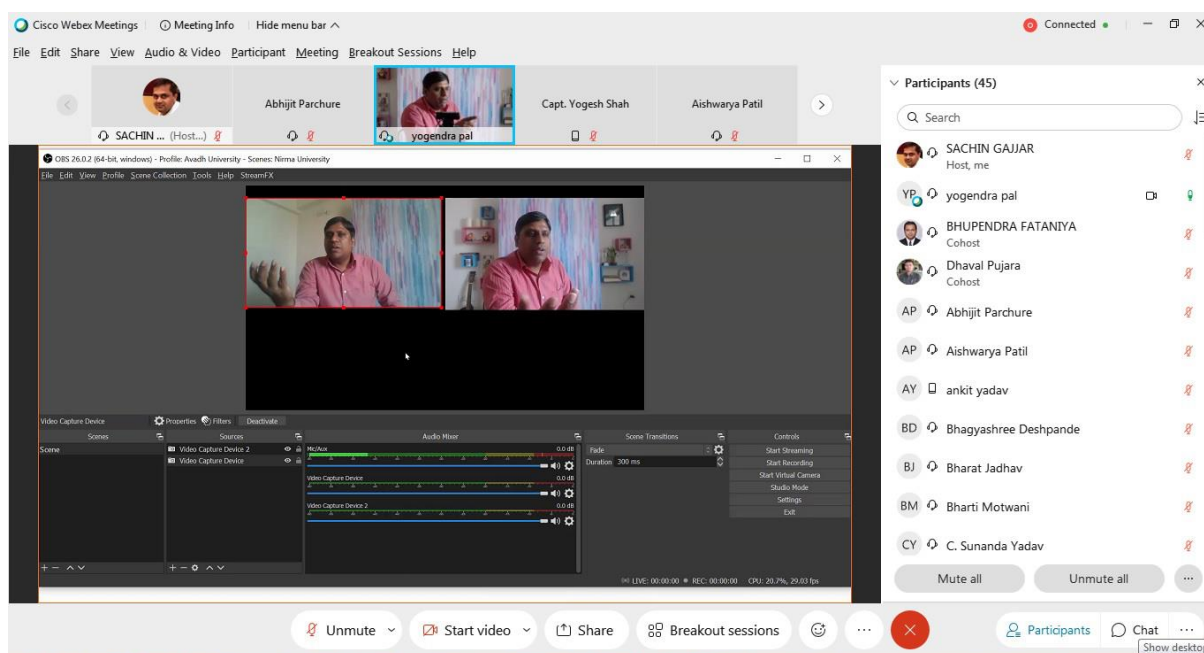 Cisco Webex Meetings Meeting Info Hide menu bar Connected
File Edit Share View Audio & Video Participant Meeting Breakout Sessions Help
SACHIN ... (Host...)
Abhijit Parchure
yogendra pal
Capt. Yogesh Shah
Aishwarya Patil
OBS 26.0.2 (64-bit, windows) - Profile: Avadh University - Scenes: Nirma University
File Edit View Profile Scene Collection Tools Help StreamFX
Video Capture Device Properties Filters Deactivate
Scenes
Scene
Sources
Video Capture Device 2
Video Capture Device
Audio Mixer
Mic/Aux 0.0 dB
Video Capture Device 0.0 dB
Video Capture Device 2 0.0 dB
Scene Transitions
Fade
Duration 300 ms
Controls
Start Streaming
Start Recording
Start Virtual Camera
Studio Mode
Settings
Exit
LIVE: 00:00:00 REC: 00:00:00 CPU: 20.7%, 29.03 fps
Participants (45)
Search
SACHIN GAJJAR
Host, me
YP yogendra pal
BHUPENDRA FATANIYA
Cohost
Dhaval Pujara
Cohost
AP Abhijit Parchure
AP Aishwarya Patil
AY ankit yadav
BD Bhagyashree Deshpande
BJ Bharat Jadhav
BM Bharti Motwani
CY C. Sunanda Yadav
Mute all Unmute all ...
Unmute Start video Share Breakout sessions ... Participants Chat ...
Show deskto